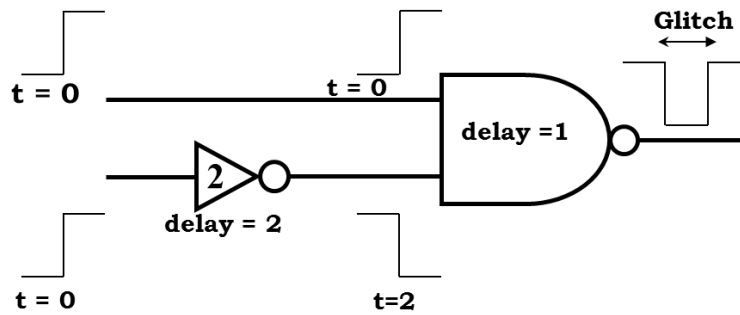 Glitch
t = 0
t = 0
delay =1
2
delay = 2
t = 0
t=2